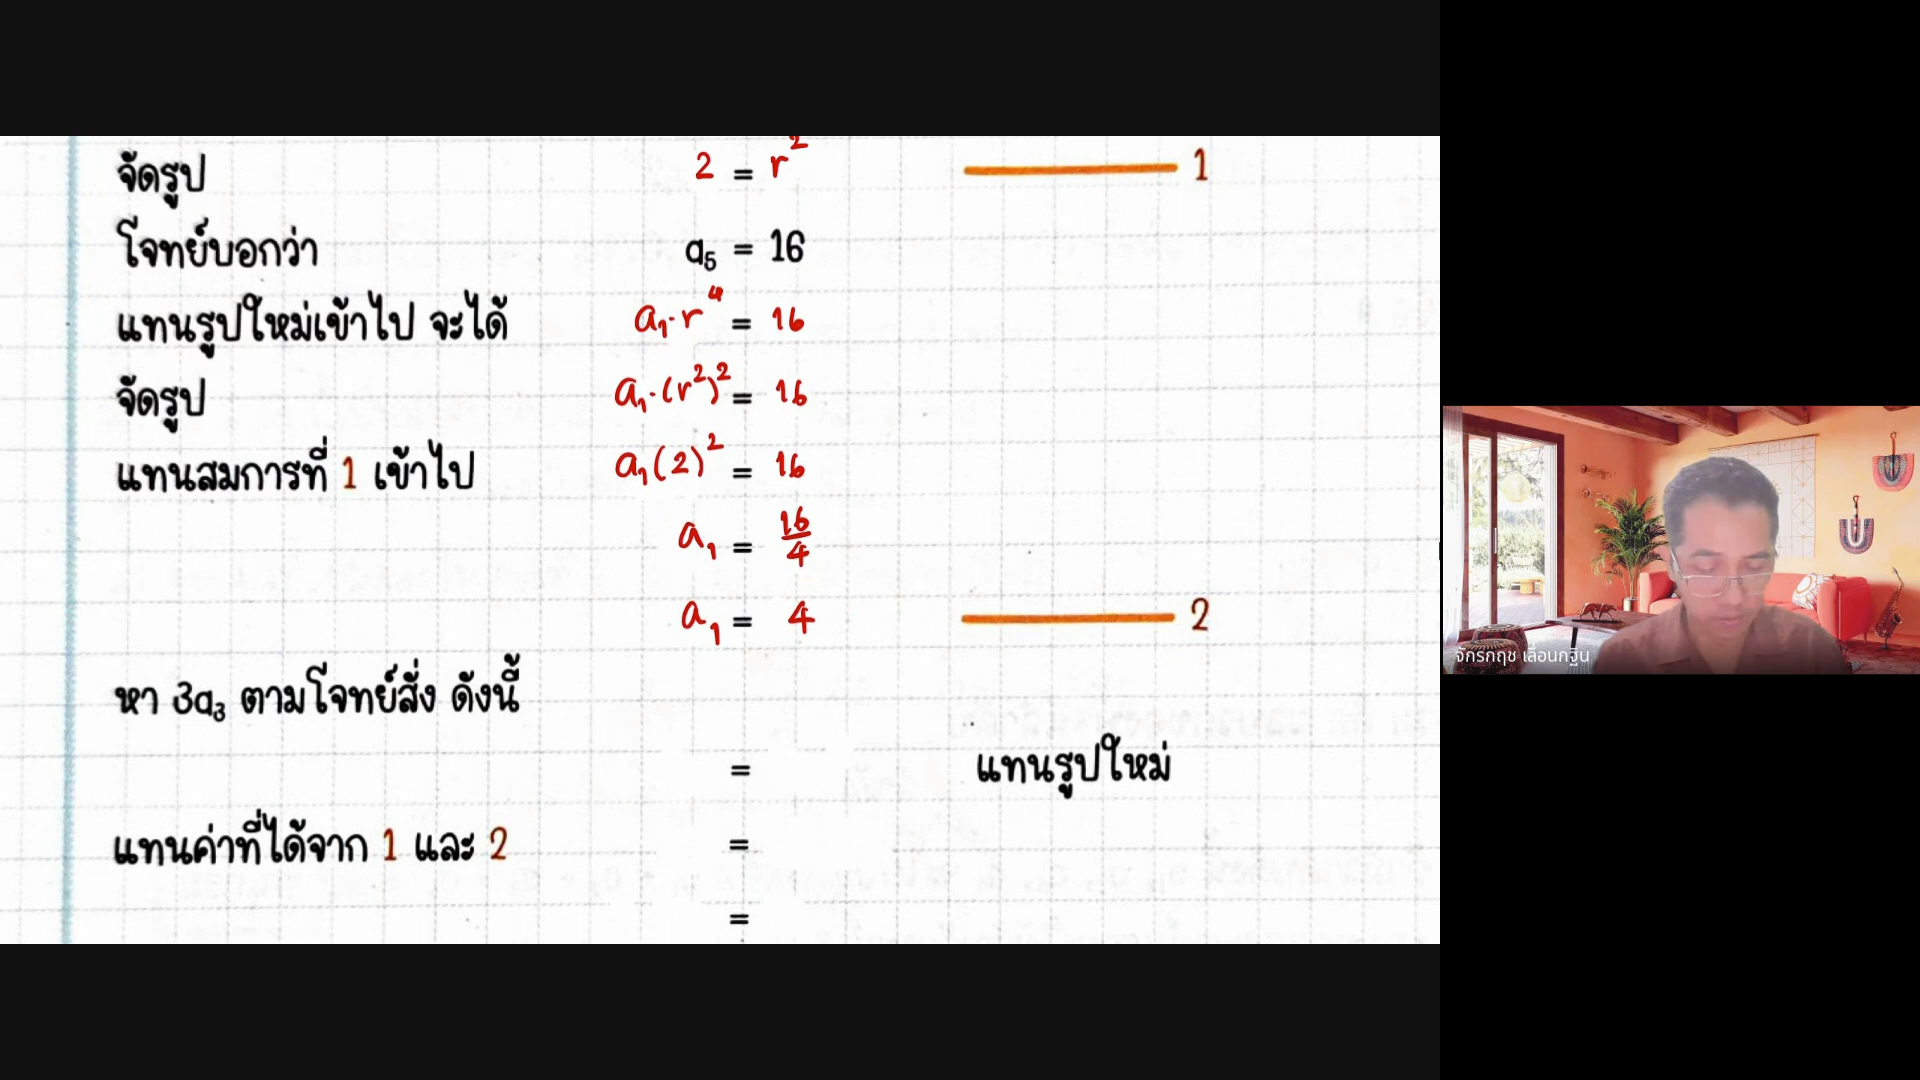 จัดรูป 2 = r² 1
โจทย์บอกว่า a₅ = 16
แทนรูปใหม่เข้าไป จะได้ a₁·r⁴ = 16
จัดรูป a₁·(r²)² = 16
แทนสมการที่ 1 เข้าไป a₁(2)² = 16
a₁ = 16/4
a₁ = 4 2
หา 3a₃ ตามโจทย์สั่ง ดังนี้
= แทนรูปใหม่
แทนค่าที่ได้จาก 1 และ 2 =
=
จักรกฤช เลื่อนกฐิน